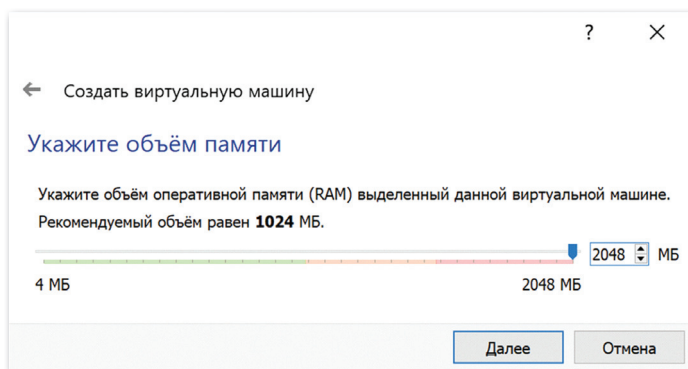 ?
Создать виртуальную машину
Укажите объём памяти
Укажите объём оперативной памяти (RAM) выделенный данной виртуальной машине.
Рекомендуемый объём равен 1024 МБ.
2048 МБ
4 МБ 2048 МБ
Далее Отмена